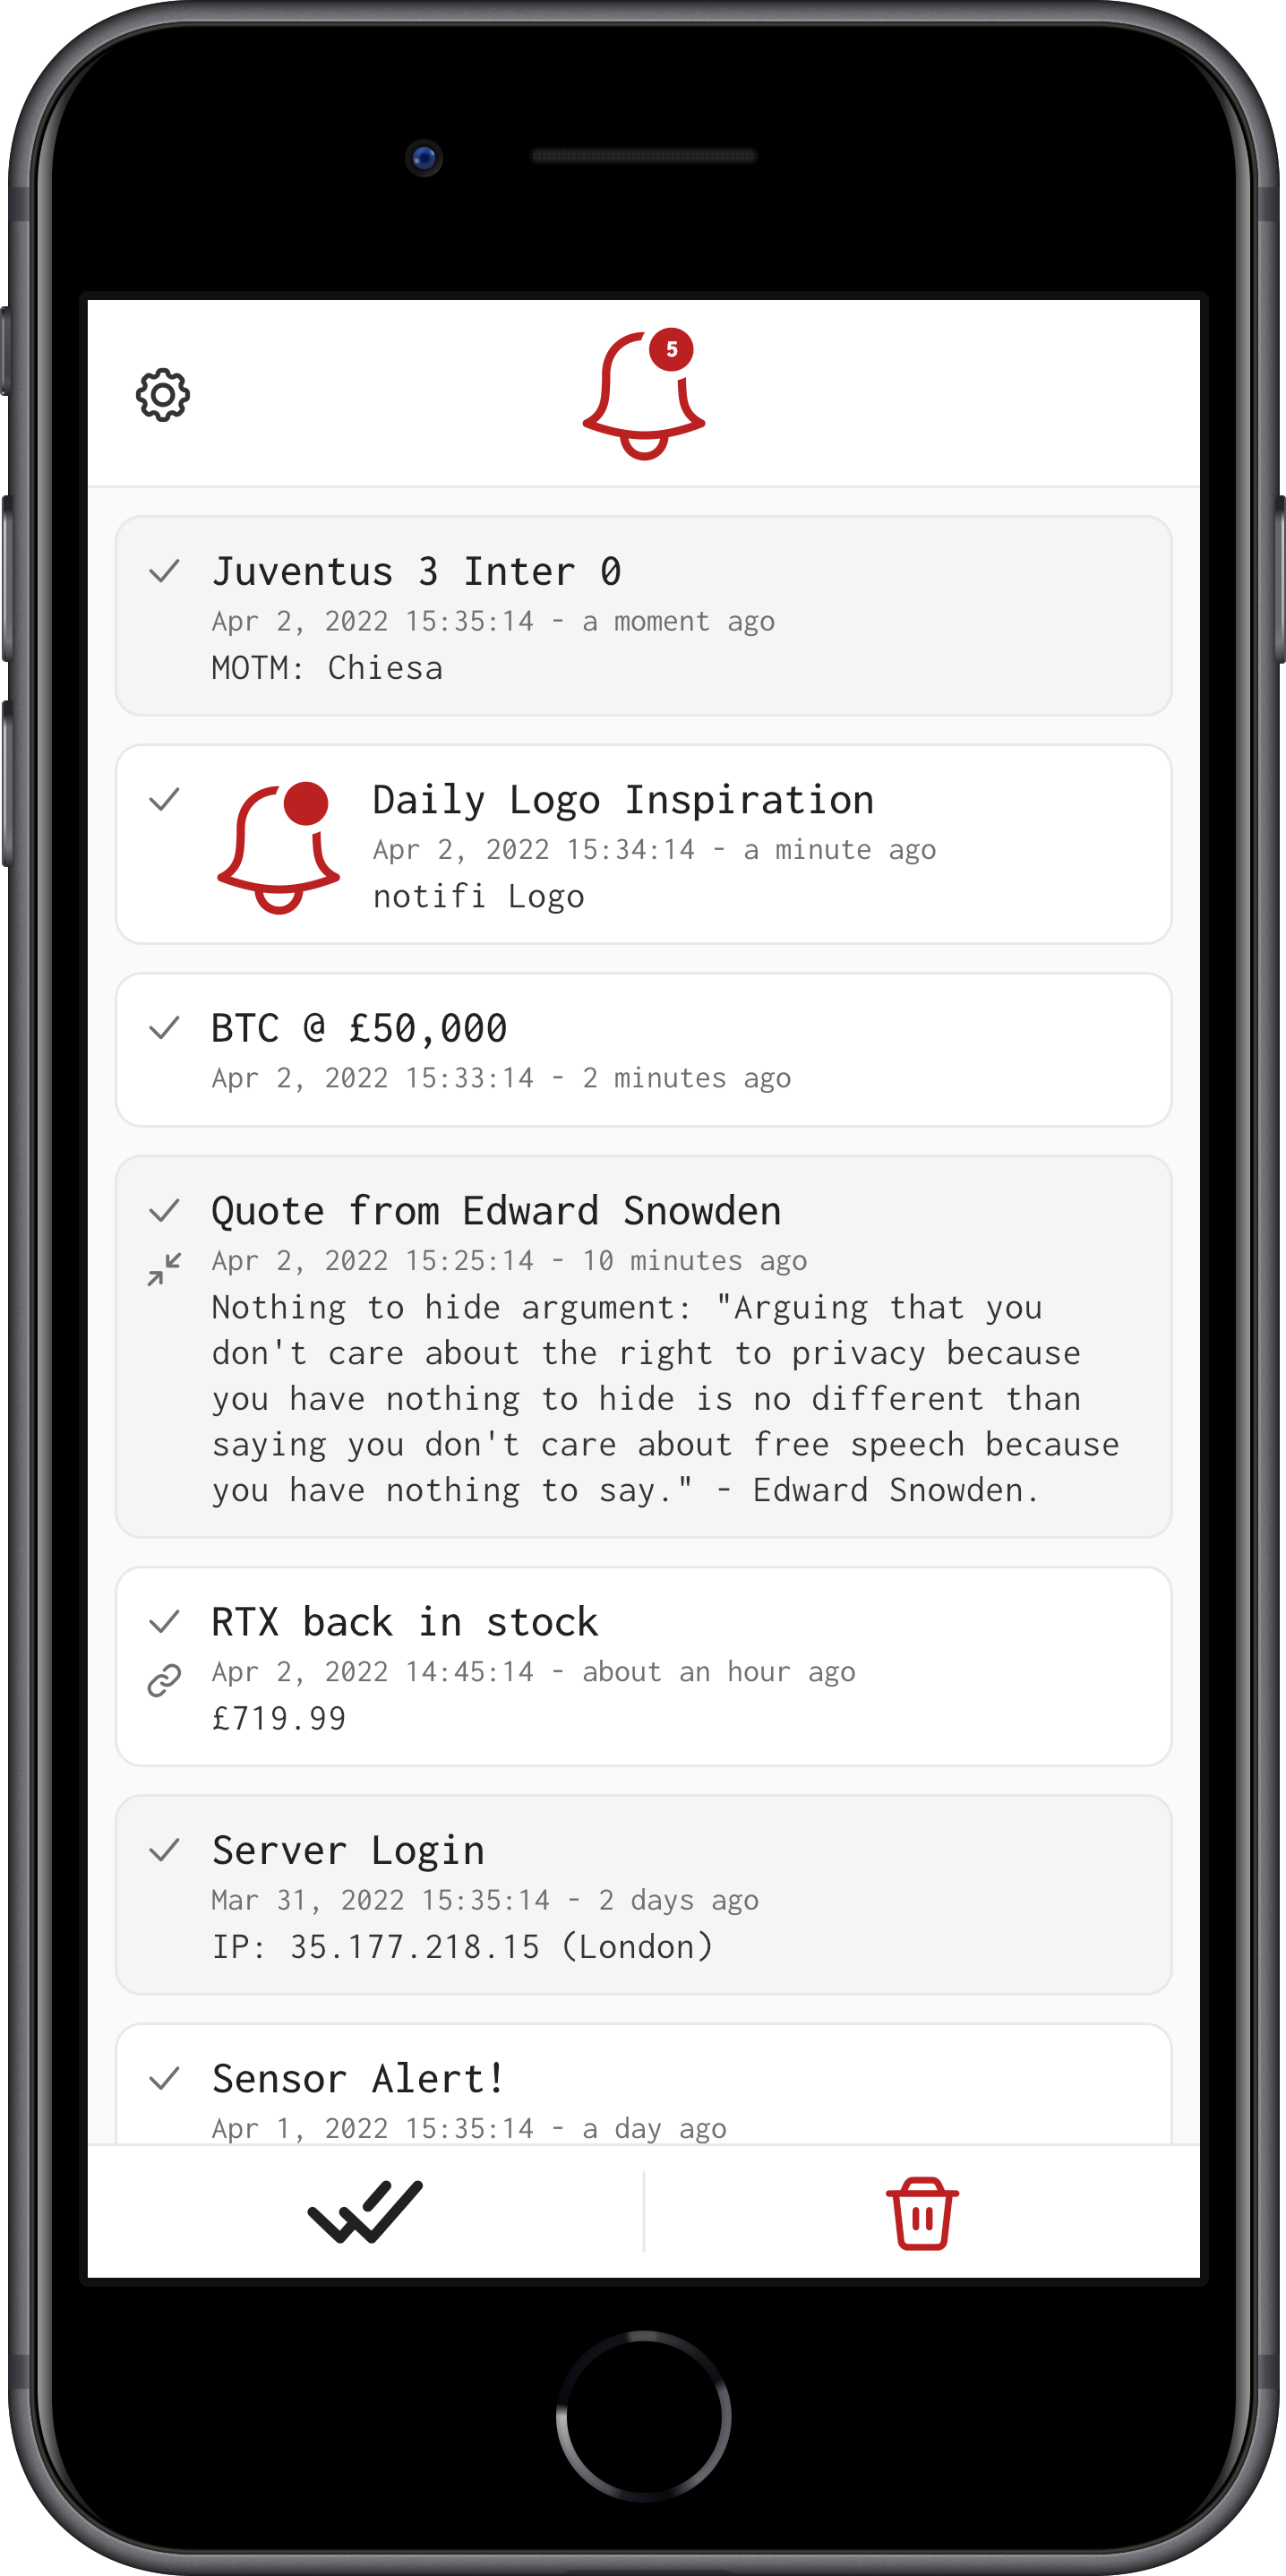 5
Juventus 3 Inter 0
Apr 2, 2022 15:35:14 - a moment ago
MOTM: Chiesa
Daily Logo Inspiration
Apr 2, 2022 15:34:14 - a minute ago
notifi Logo
BTC @ £50,000
Apr 2, 2022 15:33:14 - 2 minutes ago
Quote from Edward Snowden
Apr 2, 2022 15:25:14 - 10 minutes ago
Nothing to hide argument: "Arguing that you
don't care about the right to privacy because
you have nothing to hide is no different than
saying you don't care about free speech because
you have nothing to say." - Edward Snowden.
RTX back in stock
Apr 2, 2022 14:45:14 - about an hour ago
£719.99
Server Login
Mar 31, 2022 15:35:14 - 2 days ago
IP: 35.177.218.15 (London)
Sensor Alert!
Apr 1, 2022 15:35:14 - a day ago